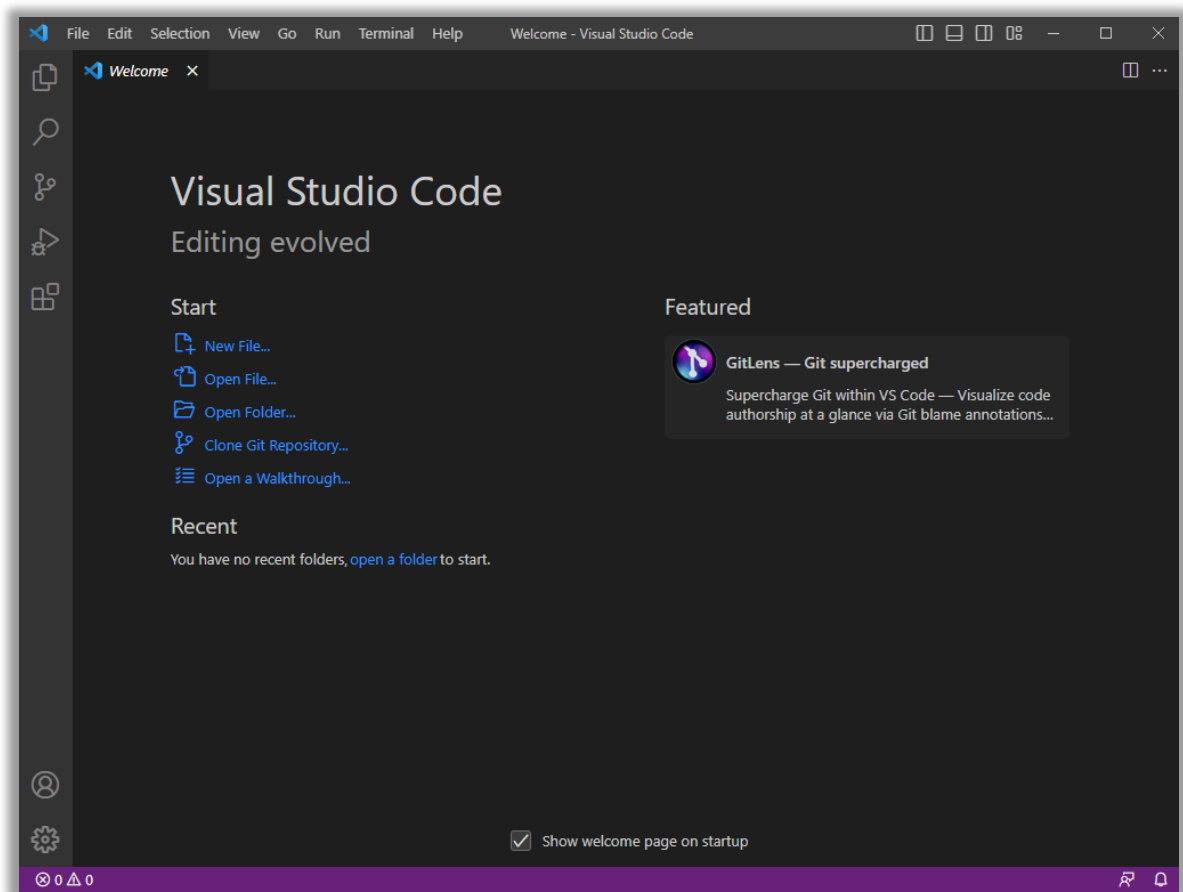 File Edit Selection View Go Run Terminal Help Welcome - Visual Studio Code
Welcome
Visual Studio Code
Editing evolved
Start
New File...
Open File...
Open Folder...
Clone Git Repository...
Open a Walkthrough...
Recent
You have no recent folders, open a folder to start.
Featured
GitLens — Git supercharged
Supercharge Git within VS Code — Visualize code
authorship at a glance via Git blame annotations...
Show welcome page on startup
0 0